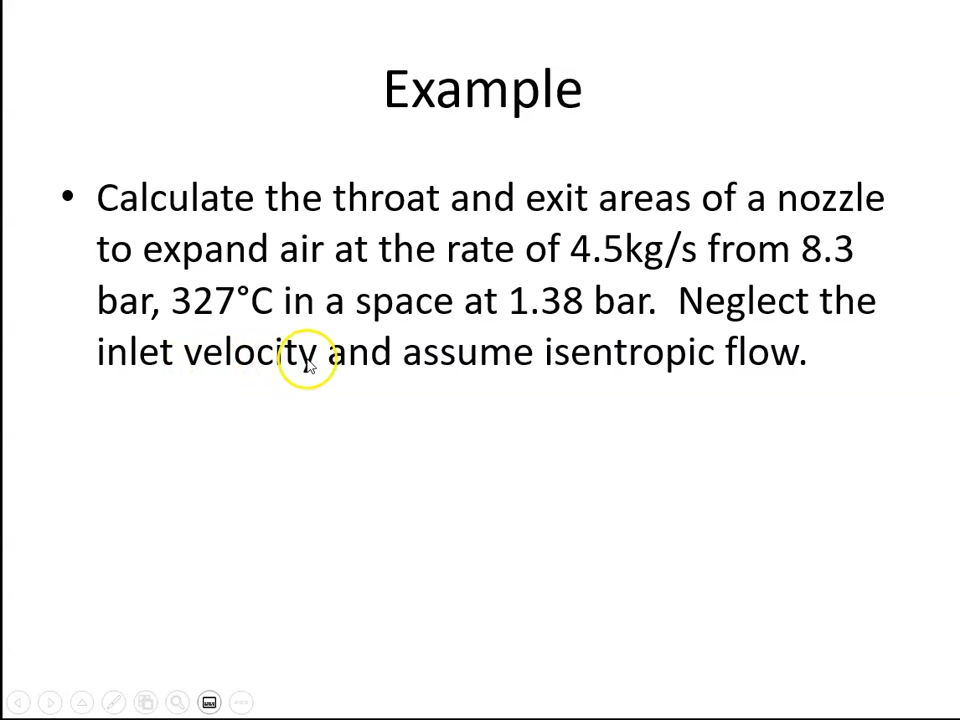 Example
• Calculate the throat and exit areas of a nozzle
to expand air at the rate of 4.5kg/s from 8.3
bar, 327°C in a space at 1.38 bar.  Neglect the
inlet velocity and assume isentropic flow.